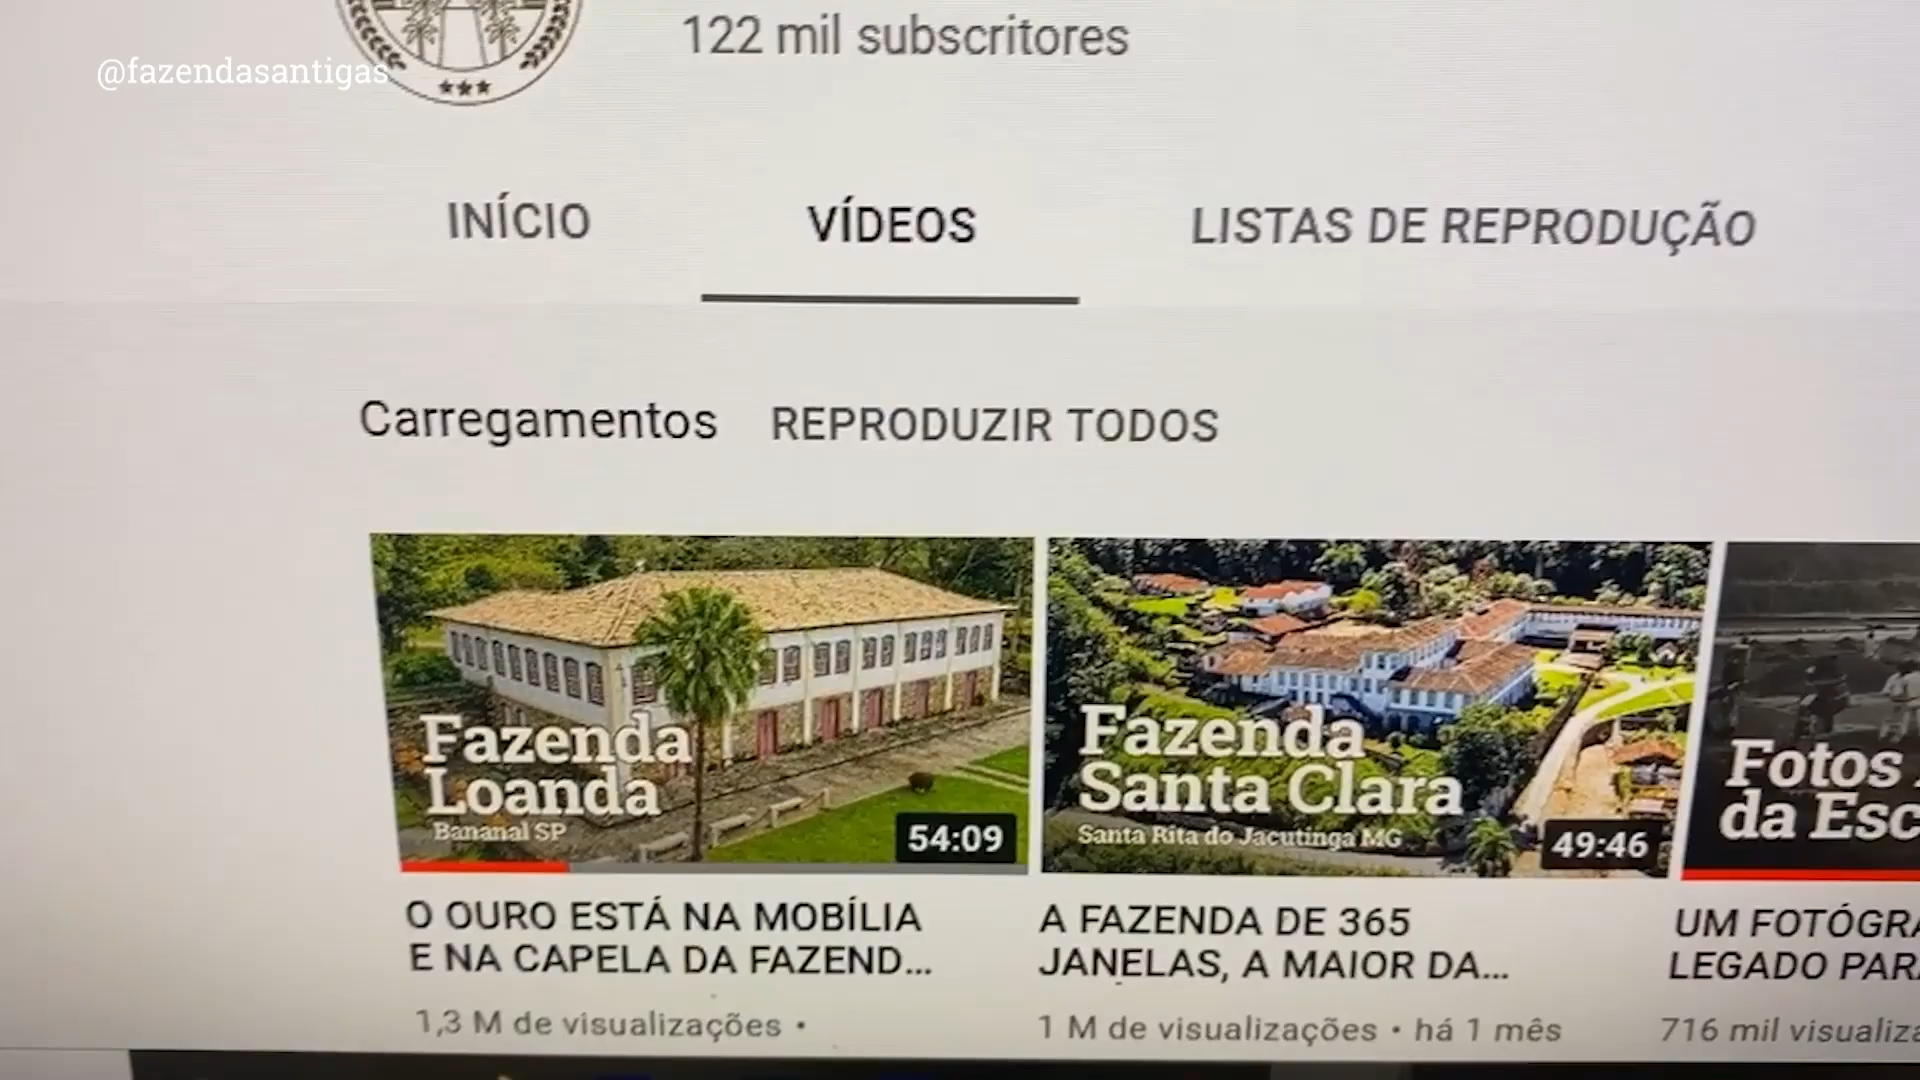 122 mil subscritores
@fazendasantigas
INÍCIO VÍDEOS LISTAS DE REPRODUÇÃO
Carregamentos REPRODUZIR TODOS
Fazenda
Loanda
Bananal SP
54:09
Fazenda
Santa Clara
Santa Rita do Jacutinga MG
49:46
Fotos
da Esc
O OURO ESTÁ NA MOBÍLIA
E NA CAPELA DA FAZEND...
1,3 M de visualizações •
A FAZENDA DE 365
JANELAS, A MAIOR DA...
1 M de visualizações • há 1 mês
UM FOTÓGRA
LEGADO PAR
716 mil visualiza